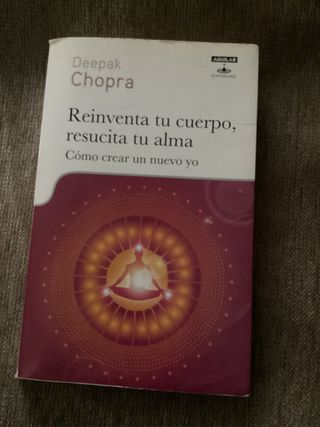 Deepak
Chopra
AGUILAR
Reinventa tu cuerpo,
resucita tu alma
Cómo crear un nuevo yo